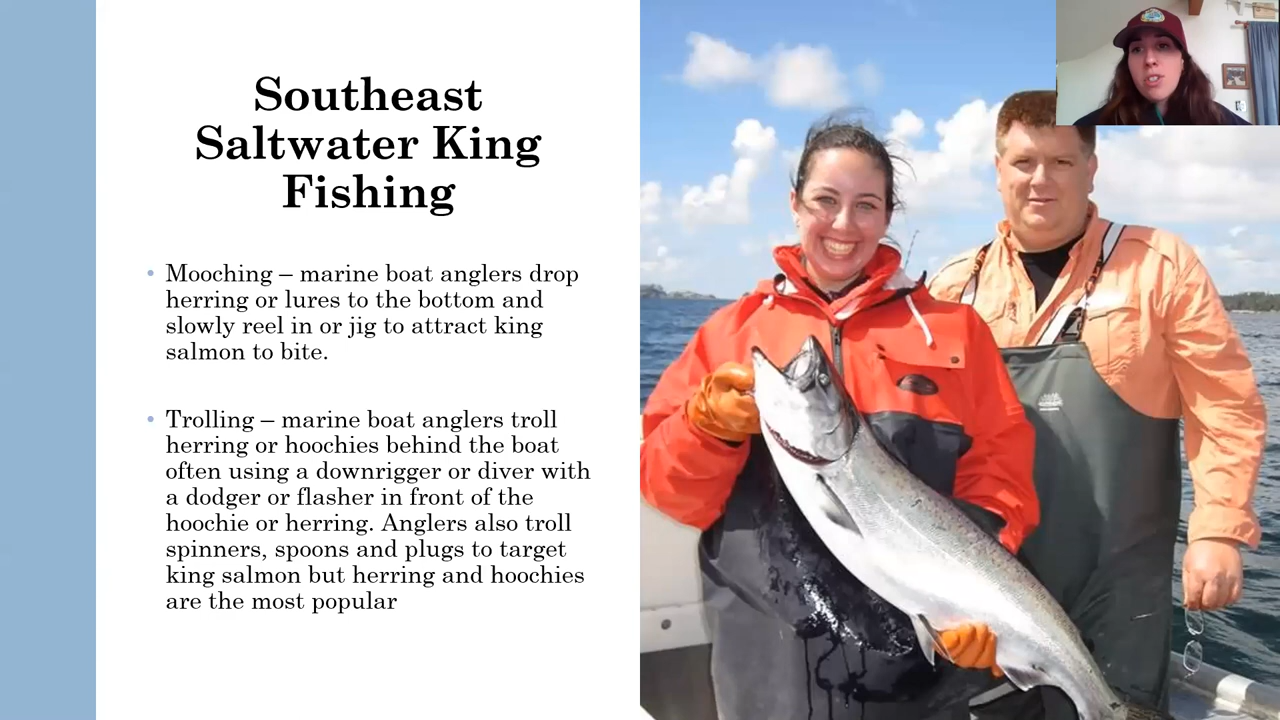 Southeast
Saltwater King
Fishing
• Mooching – marine boat anglers drop
herring or lures to the bottom and
slowly reel in or jig to attract king
salmon to bite.
• Trolling – marine boat anglers troll
herring or hoochies behind the boat
often using a downrigger or diver with
a dodger or flasher in front of the
hoochie or herring. Anglers also troll
spinners, spoons and plugs to target
king salmon but herring and hoochies
are the most popular